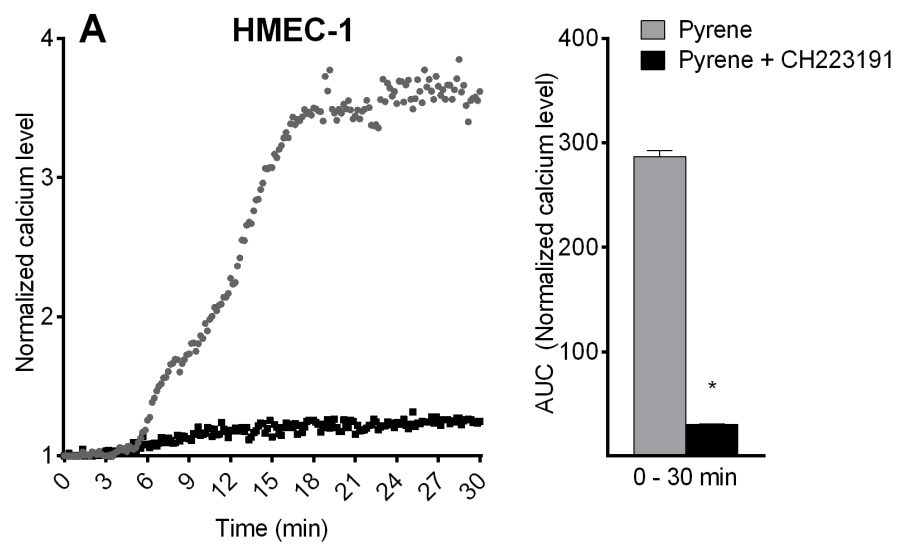 A
HMEC-1
Normalized calcium level
4
3
2
1
0
3
6
9
12
15
18
21
24
27
30
Time (min)
Pyrene
Pyrene + CH223191
AUC (Normalized calcium level)
400
300
200
100
*
0 - 30 min